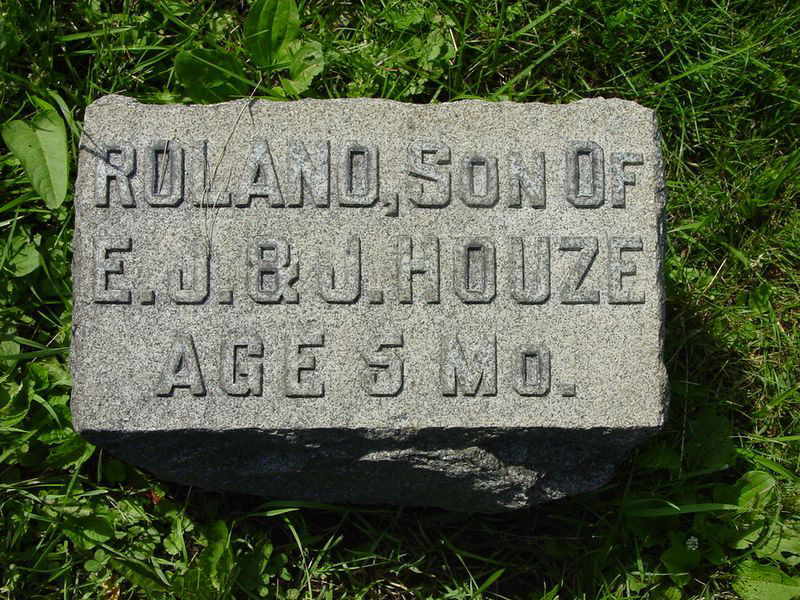 ROLAND, SON OF
E. J. & J. HOUZE
AGE 5 MO.